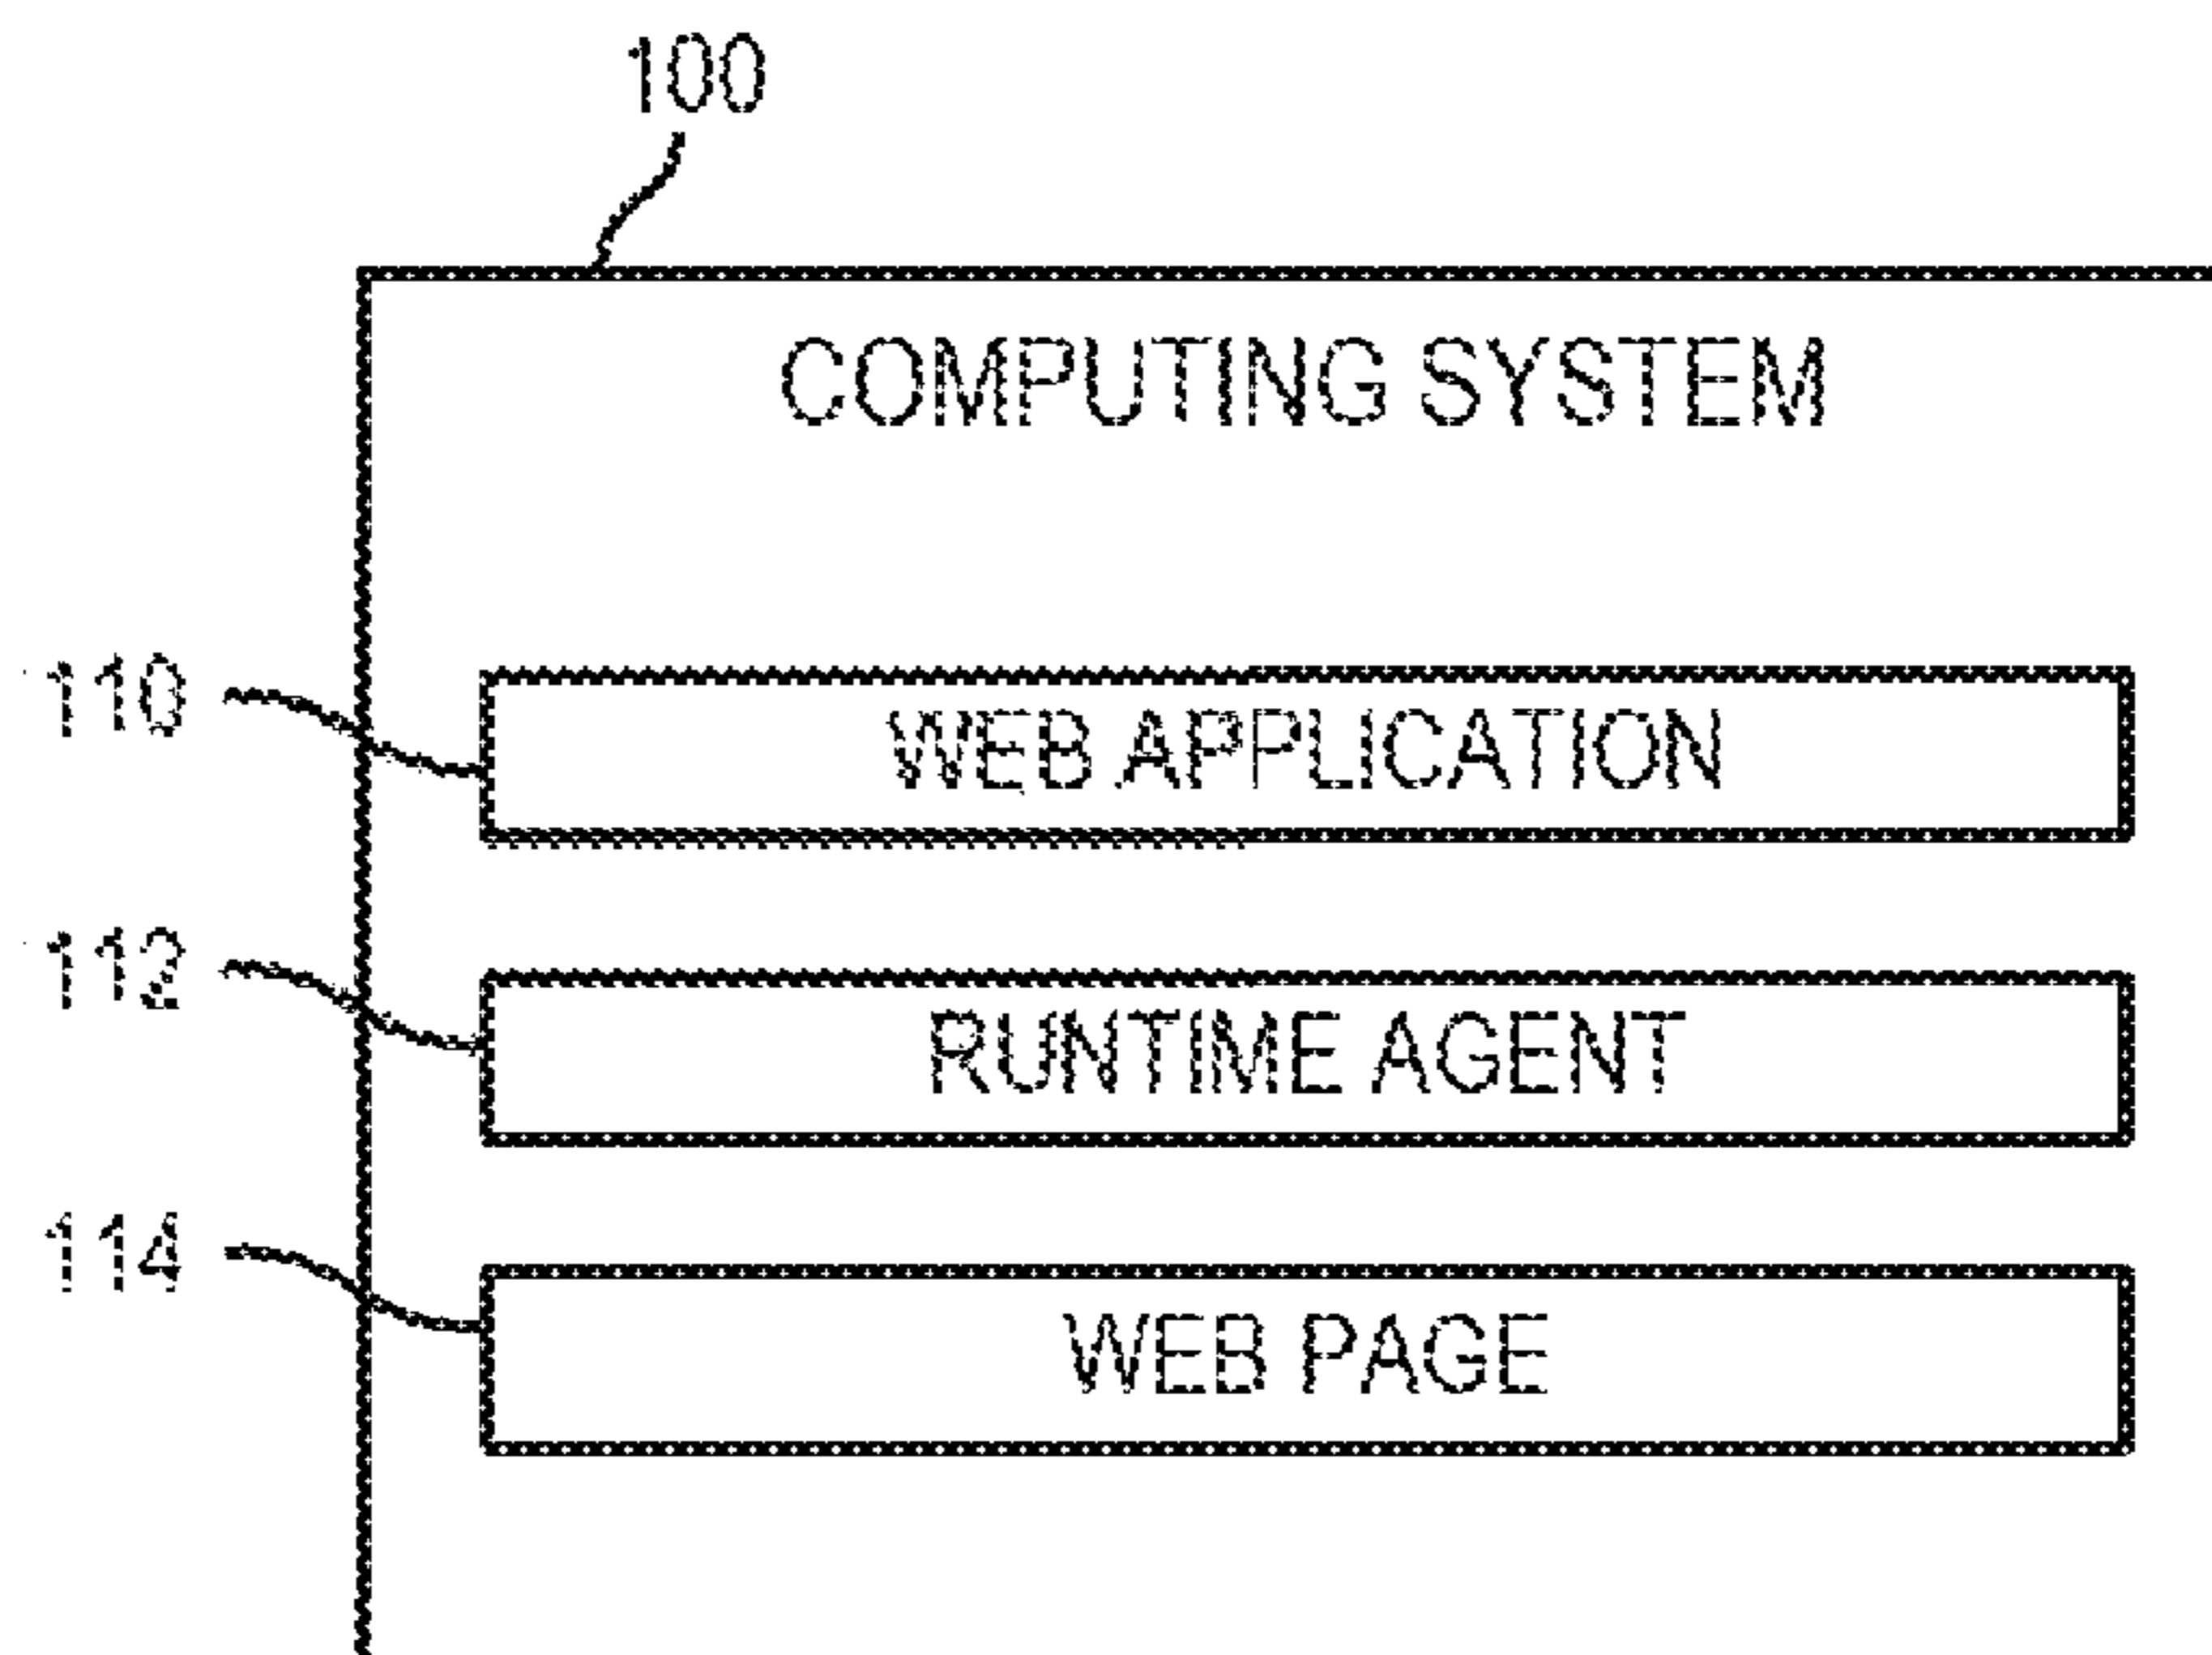 100
COMPUTING SYSTEM
110
WEB APPLICATION
112
RUNTIME AGENT
114
WEB PAGE